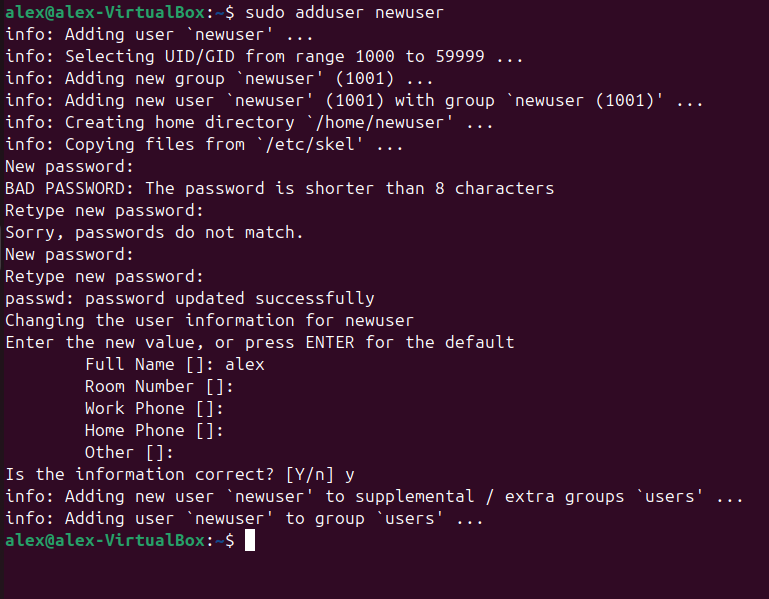 alex@alex-VirtualBox:~$ sudo adduser newuser
info: Adding user `newuser' ...
info: Selecting UID/GID from range 1000 to 59999 ...
info: Adding new group `newuser' (1001) ...
info: Adding new user `newuser' (1001) with group `newuser (1001)' ...
info: Creating home directory `/home/newuser' ...
info: Copying files from `/etc/skel' ...
New password:
BAD PASSWORD: The password is shorter than 8 characters
Retype new password:
Sorry, passwords do not match.
New password:
Retype new password:
passwd: password updated successfully
Changing the user information for newuser
Enter the new value, or press ENTER for the default
        Full Name []: alex
        Room Number []:
        Work Phone []:
        Home Phone []:
        Other []:
Is the information correct? [Y/n] y
info: Adding new user `newuser' to supplemental / extra groups `users' ...
info: Adding user `newuser' to group `users' ...
alex@alex-VirtualBox:~$